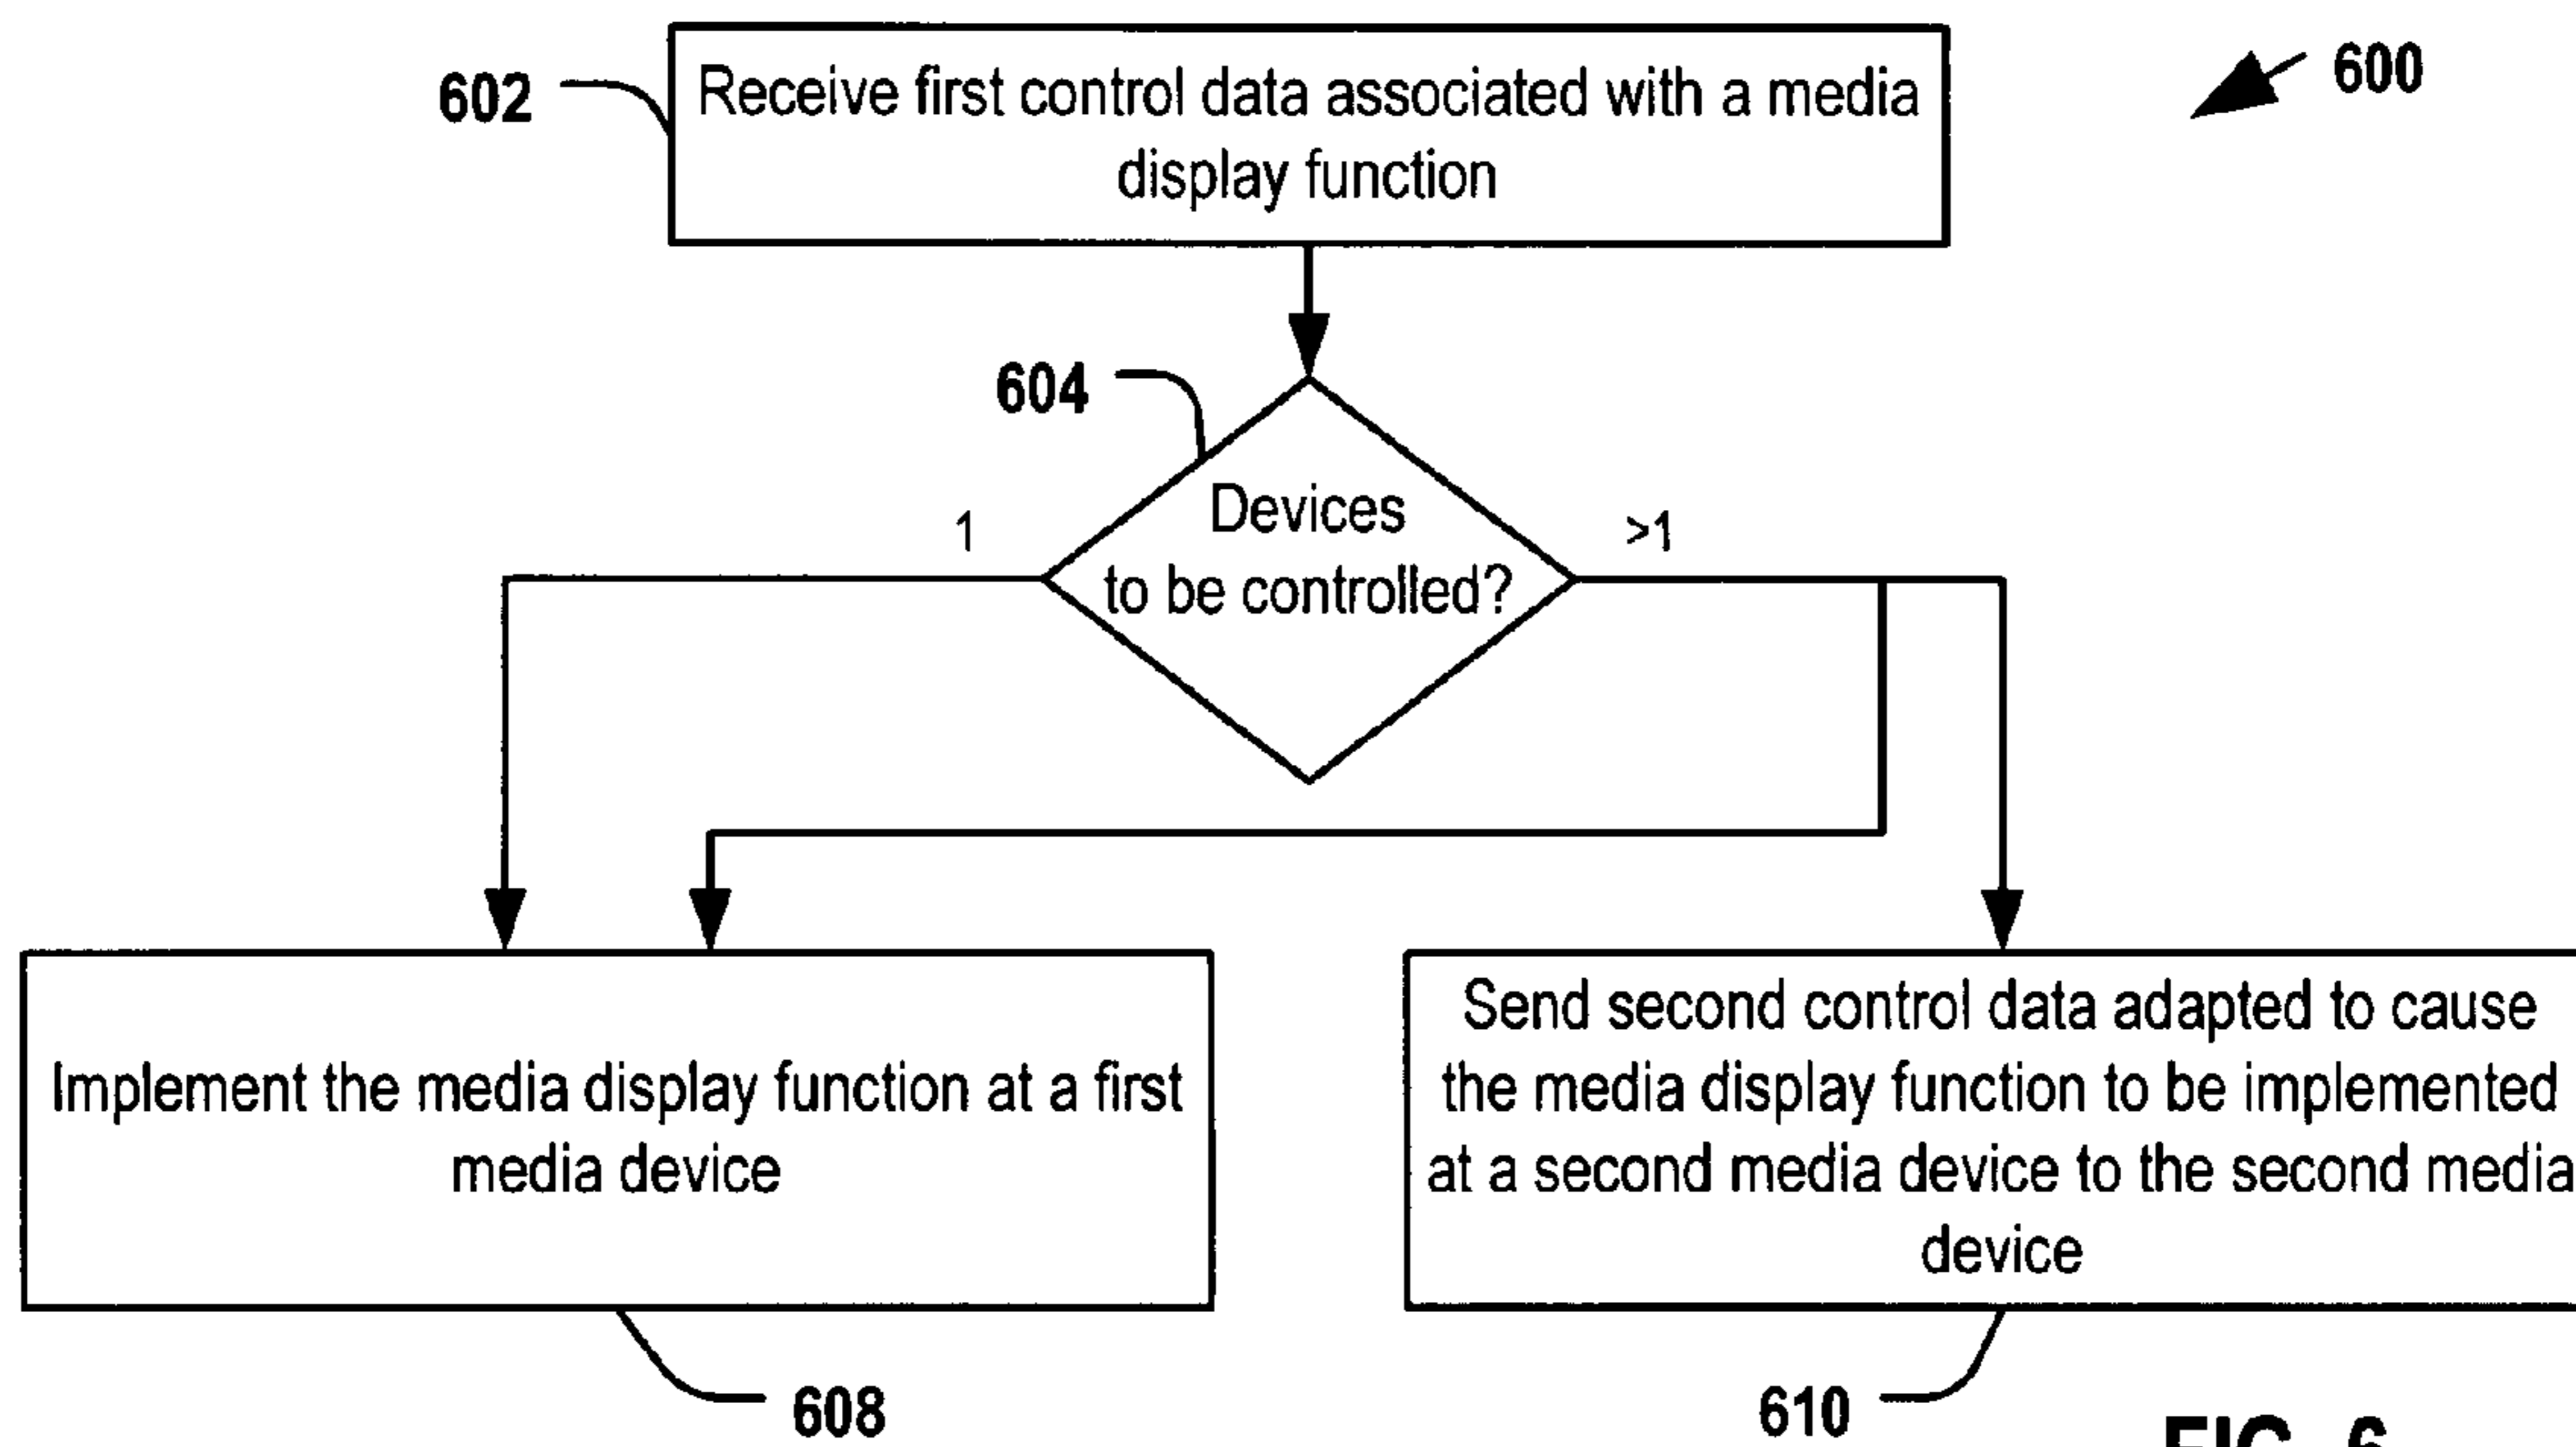 600
602
Receive first control data associated with a media
display function
604
Devices
to be controlled?
1
>1
Implement the media display function at a first
media device
Send second control data adapted to cause
the media display function to be implemented
at a second media device to the second media
device
608
610
FIG. 6